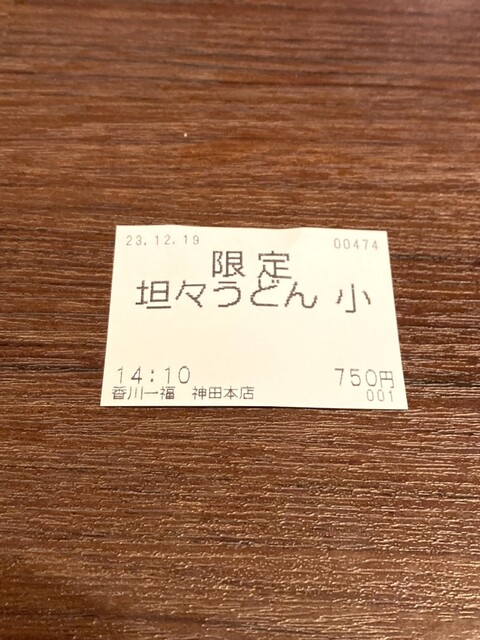 23.12.19 00474
限定
坦々うどん 小
14:10 750円
香川一福 神田本店 001